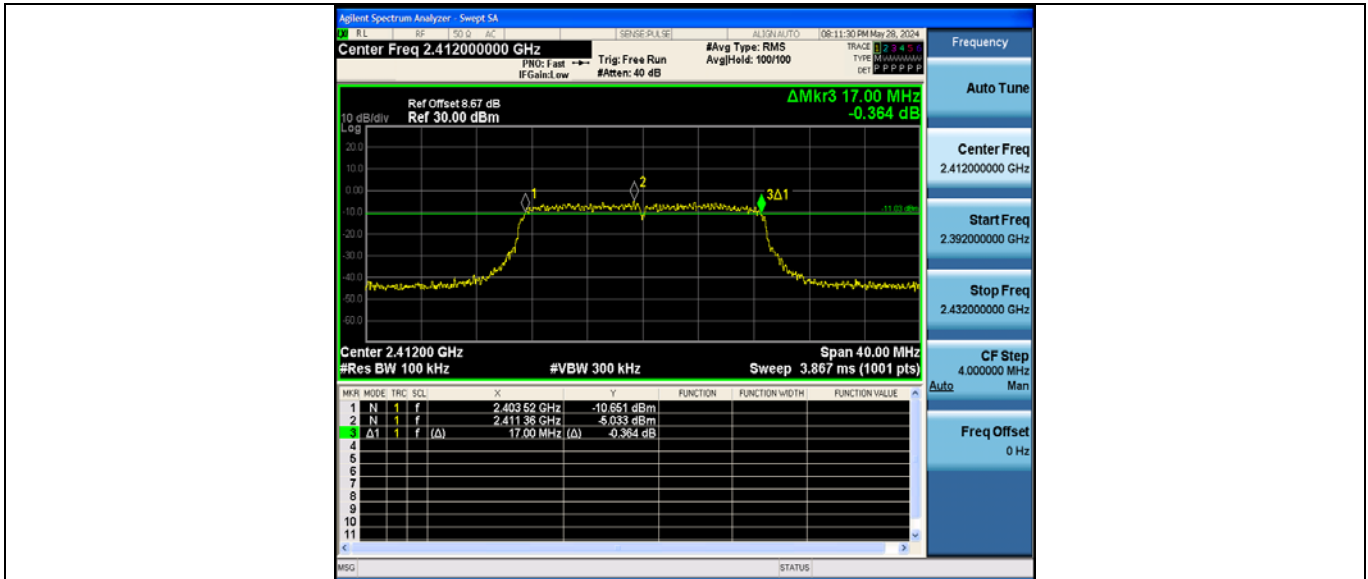 Agilent Spectrum Analyzer - Swept SA
RL RF 50 Ω AC SENSE:PULSE ALIGN AUTO 08:11:30 PM May 28, 2024
Center Freq 2.412000000 GHz
PNO: Fast
IFGain:Low
Trig: Free Run
#Atten: 40 dB
#Avg Type: RMS
Avg|Hold: 100/100
TRACE 1 2 3 4 5 6
TYPE MWWWWW
DET P P P P P P
Ref Offset 8.67 dB
10 dB/div Ref 30.00 dBm
Log
ΔMkr3 17.00 MHz
-0.364 dB
20.0
10.0
0.00
-10.0
-20.0
-30.0
-40.0
-50.0
-60.0
1
2
3Δ1
-11.03 dBm
Center 2.41200 GHz Span 40.00 MHz
#Res BW 100 kHz #VBW 300 kHz Sweep 3.867 ms (1001 pts)
MKR MODE TRC SCL X Y FUNCTION FUNCTION WIDTH FUNCTION VALUE
1 N 1 f 2.403 52 GHz -10.651 dBm
2 N 1 f 2.411 36 GHz -5.033 dBm
3 Δ1 1 f (Δ) 17.00 MHz (Δ) -0.364 dB
4
5
6
7
8
9
10
11
MSG STATUS
Frequency
Auto Tune
Center Freq
2.412000000 GHz
Start Freq
2.392000000 GHz
Stop Freq
2.432000000 GHz
CF Step
4.000000 MHz
Auto Man
Freq Offset
0 Hz